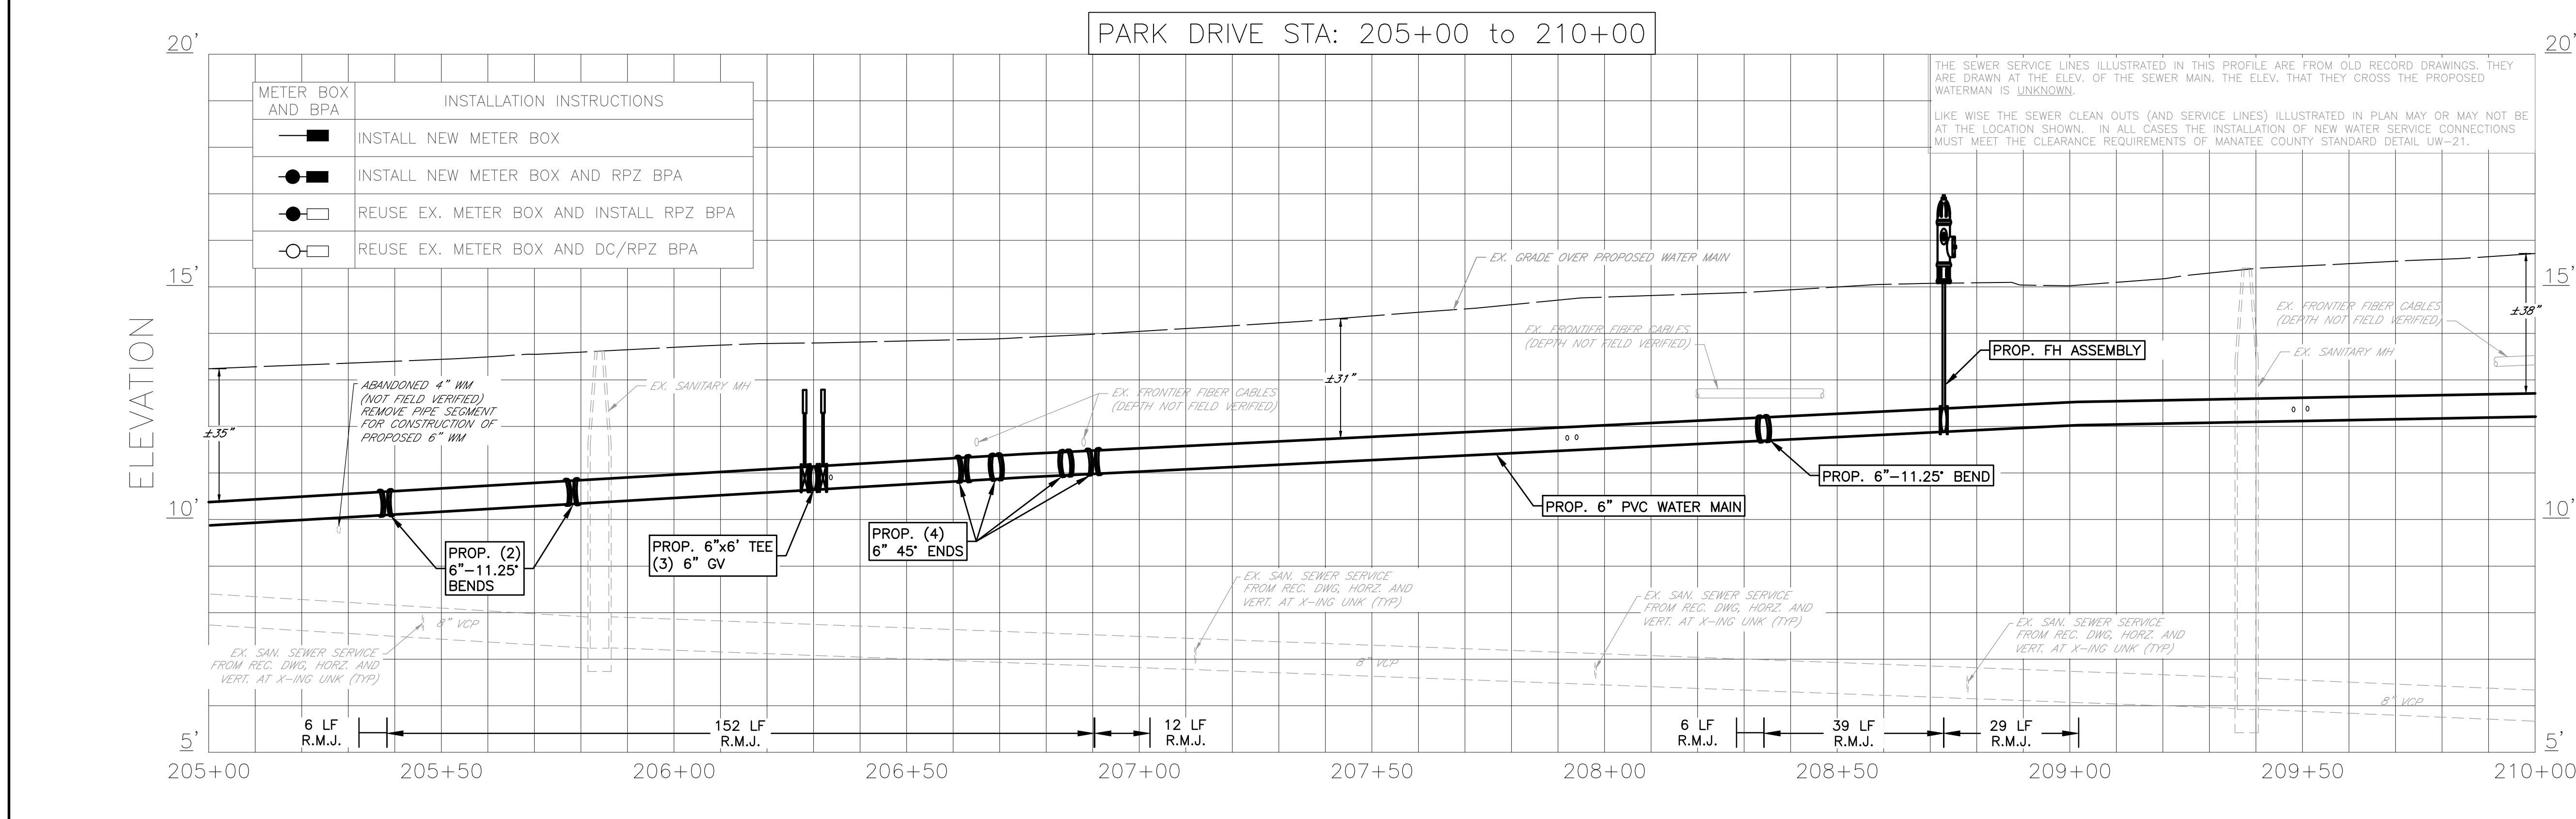 PARK DRIVE STA: 205+00 to 210+00
20'
20'
METER BOX
AND BPA
INSTALLATION INSTRUCTIONS
INSTALL NEW METER BOX
INSTALL NEW METER BOX AND RPZ BPA
REUSE EX. METER BOX AND INSTALL RPZ BPA
REUSE EX. METER BOX AND DC/RPZ BPA
THE SEWER SERVICE LINES ILLUSTRATED IN THIS PROFILE ARE FROM OLD RECORD DRAWINGS. THEY
ARE DRAWN AT THE ELEV. OF THE SEWER MAIN. THE ELEV. THAT THEY CROSS THE PROPOSED
WATERMAN IS UNKNOWN.
LIKE WISE THE SEWER CLEAN OUTS (AND SERVICE LINES) ILLUSTRATED IN PLAN MAY OR MAY NOT BE
AT THE LOCATION SHOWN. IN ALL CASES THE INSTALLATION OF NEW WATER SERVICE CONNECTIONS
MUST MEET THE CLEARANCE REQUIREMENTS OF MANATEE COUNTY STANDARD DETAIL UW-21.
15'
15'
EX. GRADE OVER PROPOSED WATER MAIN
EX. FRONTIER FIBER CABLES
(DEPTH NOT FIELD VERIFIED)
EX. FRONTIER FIBER CABLES
(DEPTH NOT FIELD VERIFIED)
±38"
PROP. FH ASSEMBLY
EX. SANITARY MH
ELEVATION
±35"
ABANDONED 4" WM
(NOT FIELD VERIFIED)
REMOVE PIPE SEGMENT
FOR CONSTRUCTION OF
PROPOSED 6" WM
EX. SANITARY MH
EX. FRONTIER FIBER CABLES
(DEPTH NOT FIELD VERIFIED)
±31"
10'
10'
PROP. (2)
6"-11.25°
BENDS
PROP. 6"x6' TEE
(3) 6" GV
PROP. (4)
6" 45° ENDS
PROP. 6" PVC WATER MAIN
PROP. 6"-11.25° BEND
EX. SAN. SEWER SERVICE
FROM REC. DWG, HORZ. AND
VERT. AT X-ING UNK (TYP)
8" VCP
EX. SAN. SEWER SERVICE
FROM REC. DWG, HORZ. AND
VERT. AT X-ING UNK (TYP)
8" VCP
EX. SAN. SEWER SERVICE
FROM REC. DWG, HORZ. AND
VERT. AT X-ING UNK (TYP)
EX. SAN. SEWER SERVICE
FROM REC. DWG, HORZ. AND
VERT. AT X-ING UNK (TYP)
8" VCP
6 LF
R.M.J.
152 LF
R.M.J.
12 LF
R.M.J.
6 LF
R.M.J.
39 LF
R.M.J.
29 LF
R.M.J.
5'
5'
205+00
205+50
206+00
206+50
207+00
207+50
208+00
208+50
209+00
209+50
210+00